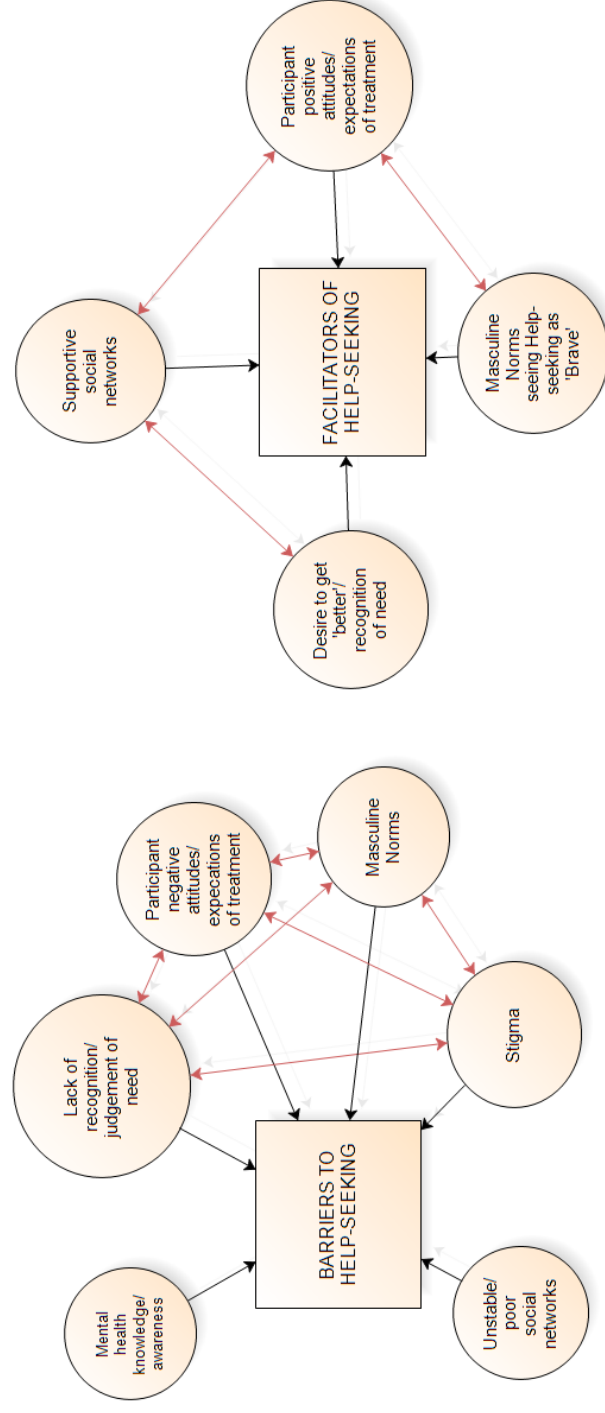 Mental
health
knowledge/
awareness
Lack of
recognition/
judgement of
need
Participant
negative
attitudes/
expecations
of treatment
Masculine
Norms
Stigma
Unstable/
poor
social
networks
BARRIERS TO
HELP-SEEKING
Supportive
social
networks
Participant
positive
attitudes/
expectations
of treatment
Desire to get
'better'/
recognition
of need
Masculine
Norms
seeing Help-
seeking as
'Brave'
FACILITATORS OF
HELP-SEEKING